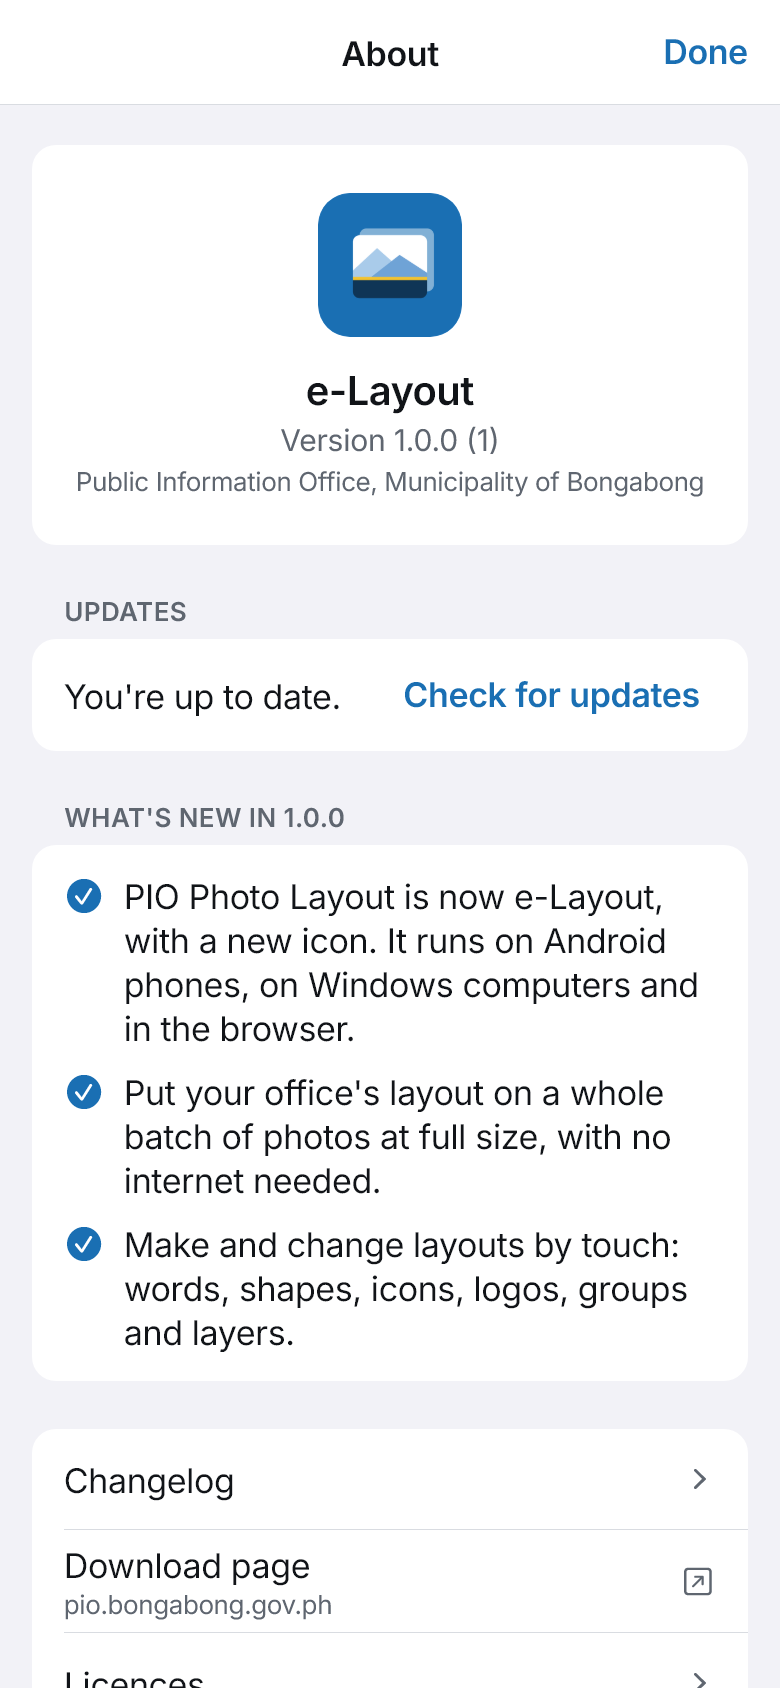 About
Done
e-Layout
Version 1.0.0 (1)
Public Information Office, Municipality of Bongabong
UPDATES
You're up to date.
Check for updates
WHAT'S NEW IN 1.0.0
PIO Photo Layout is now e-Layout,
with a new icon. It runs on Android
phones, on Windows computers and
in the browser.
Put your office's layout on a whole
batch of photos at full size, with no
internet needed.
Make and change layouts by touch:
words, shapes, icons, logos, groups
and layers.
Changelog
Download page
pio.bongabong.gov.ph
Licences